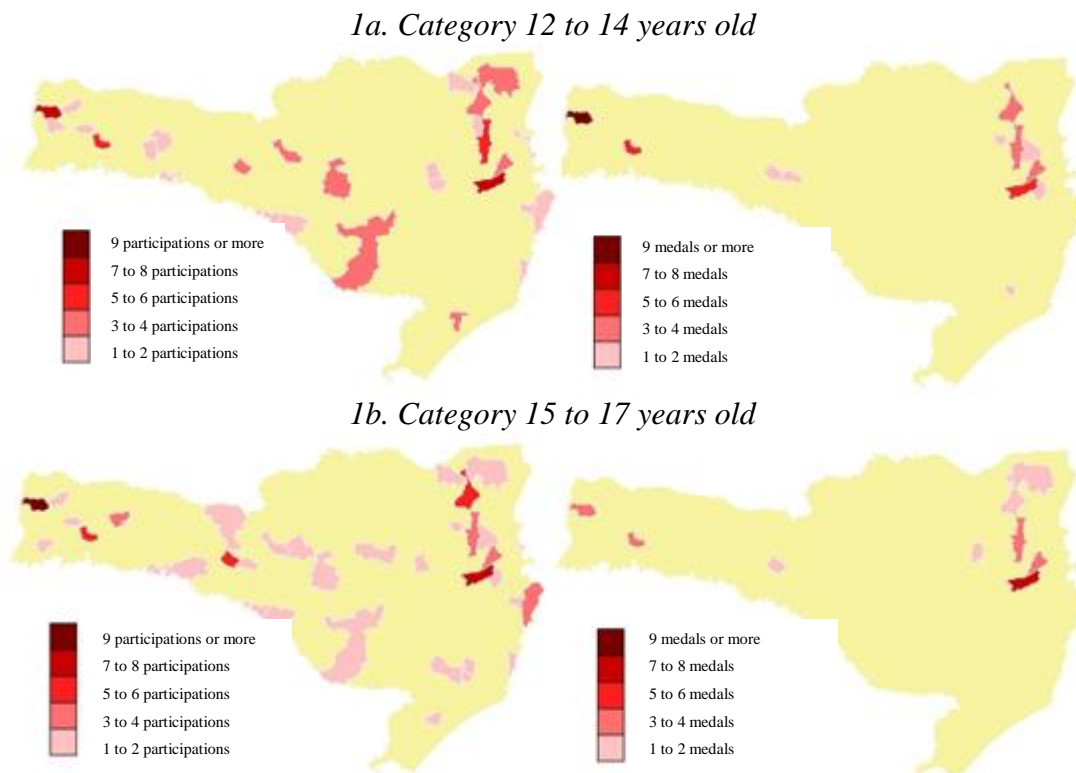 1a. Category 12 to 14 years old
9 participations or more
7 to 8 participations
5 to 6 participations
3 to 4 participations
1 to 2 participations
9 medals or more
7 to 8 medals
5 to 6 medals
3 to 4 medals
1 to 2 medals
1b. Category 15 to 17 years old
9 participations or more
7 to 8 participations
5 to 6 participations
3 to 4 participations
1 to 2 participations
9 medals or more
7 to 8 medals
5 to 6 medals
3 to 4 medals
1 to 2 medals